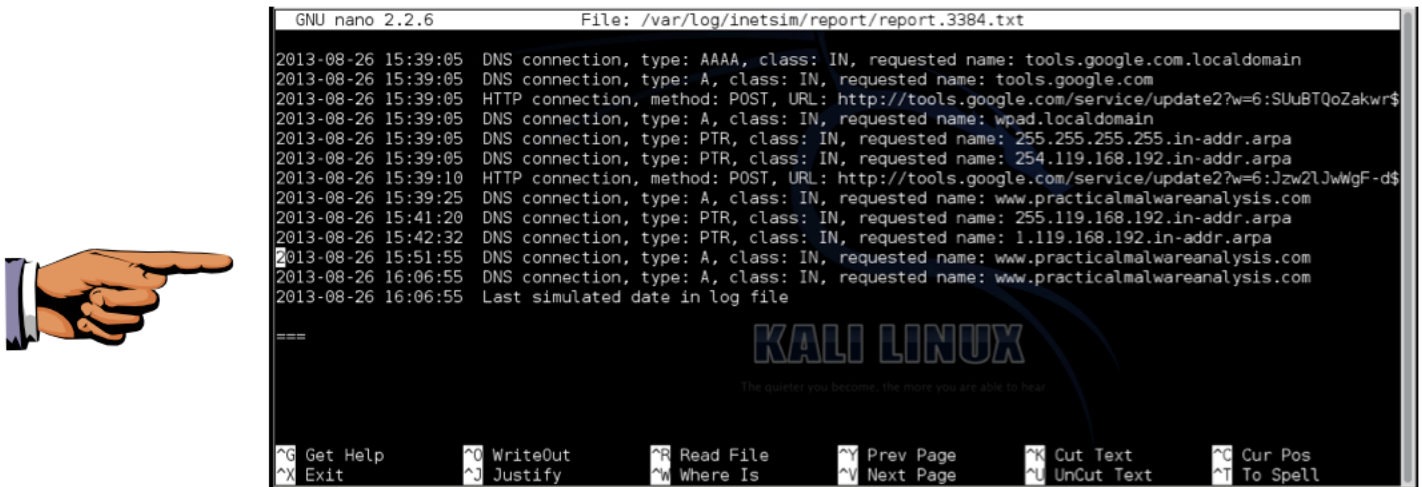 GNU nano 2.2.6 File: /var/log/inetsim/report/report.3384.txt
2013-08-26 15:39:05 DNS connection, type: AAAA, class: IN, requested name: tools.google.com.localdomain
2013-08-26 15:39:05 DNS connection, type: A, class: IN, requested name: tools.google.com
2013-08-26 15:39:05 HTTP connection, method: POST, URL: http://tools.google.com/service/update2?w=6:SUuBTQoZakwr$
2013-08-26 15:39:05 DNS connection, type: A, class: IN, requested name: wpad.localdomain
2013-08-26 15:39:05 DNS connection, type: PTR, class: IN, requested name: 255.255.255.255.in-addr.arpa
2013-08-26 15:39:05 DNS connection, type: PTR, class: IN, requested name: 254.119.168.192.in-addr.arpa
2013-08-26 15:39:10 HTTP connection, method: POST, URL: http://tools.google.com/service/update2?w=6:Jzw2lJwWgF-d$
2013-08-26 15:39:25 DNS connection, type: A, class: IN, requested name: www.practicalmalwareanalysis.com
2013-08-26 15:41:20 DNS connection, type: PTR, class: IN, requested name: 255.119.168.192.in-addr.arpa
2013-08-26 15:42:32 DNS connection, type: PTR, class: IN, requested name: 1.119.168.192.in-addr.arpa
2013-08-26 15:51:55 DNS connection, type: A, class: IN, requested name: www.practicalmalwareanalysis.com
2013-08-26 16:06:55 DNS connection, type: A, class: IN, requested name: www.practicalmalwareanalysis.com
2013-08-26 16:06:55 Last simulated date in log file
===
KALI LINUX
The quieter you become, the more you are able to hear
^G Get Help ^O WriteOut ^R Read File ^Y Prev Page ^K Cut Text ^C Cur Pos
^X Exit ^J Justify ^W Where Is ^V Next Page ^U UnCut Text ^T To Spell